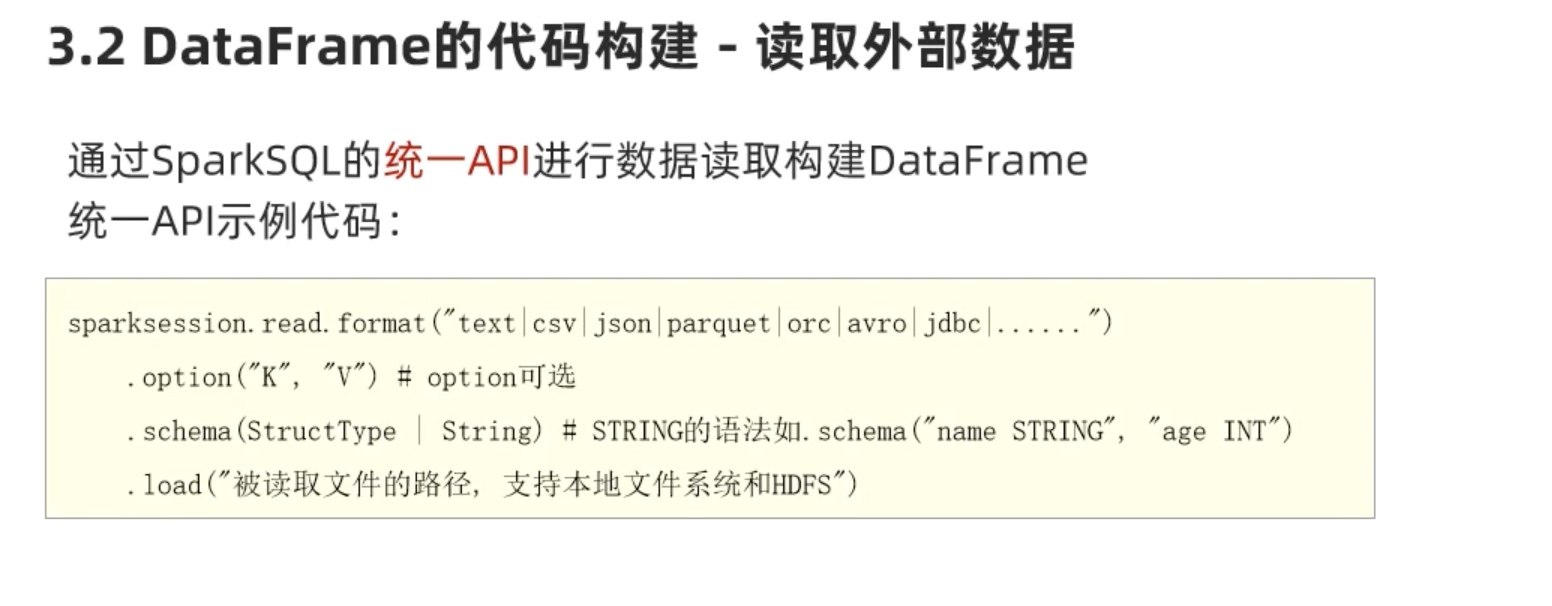 3.2 DataFrame的代码构建 - 读取外部数据
通过SparkSQL的统一API进行数据读取构建DataFrame
统一API示例代码：
sparksession.read.format("text|csv|json|parquet|orc|avro|jdbc|......")
.option("K", "V") # option可选
.schema(StructType | String) # STRING的语法如.schema("name STRING", "age INT")
.load("被读取文件的路径, 支持本地文件系统和HDFS")